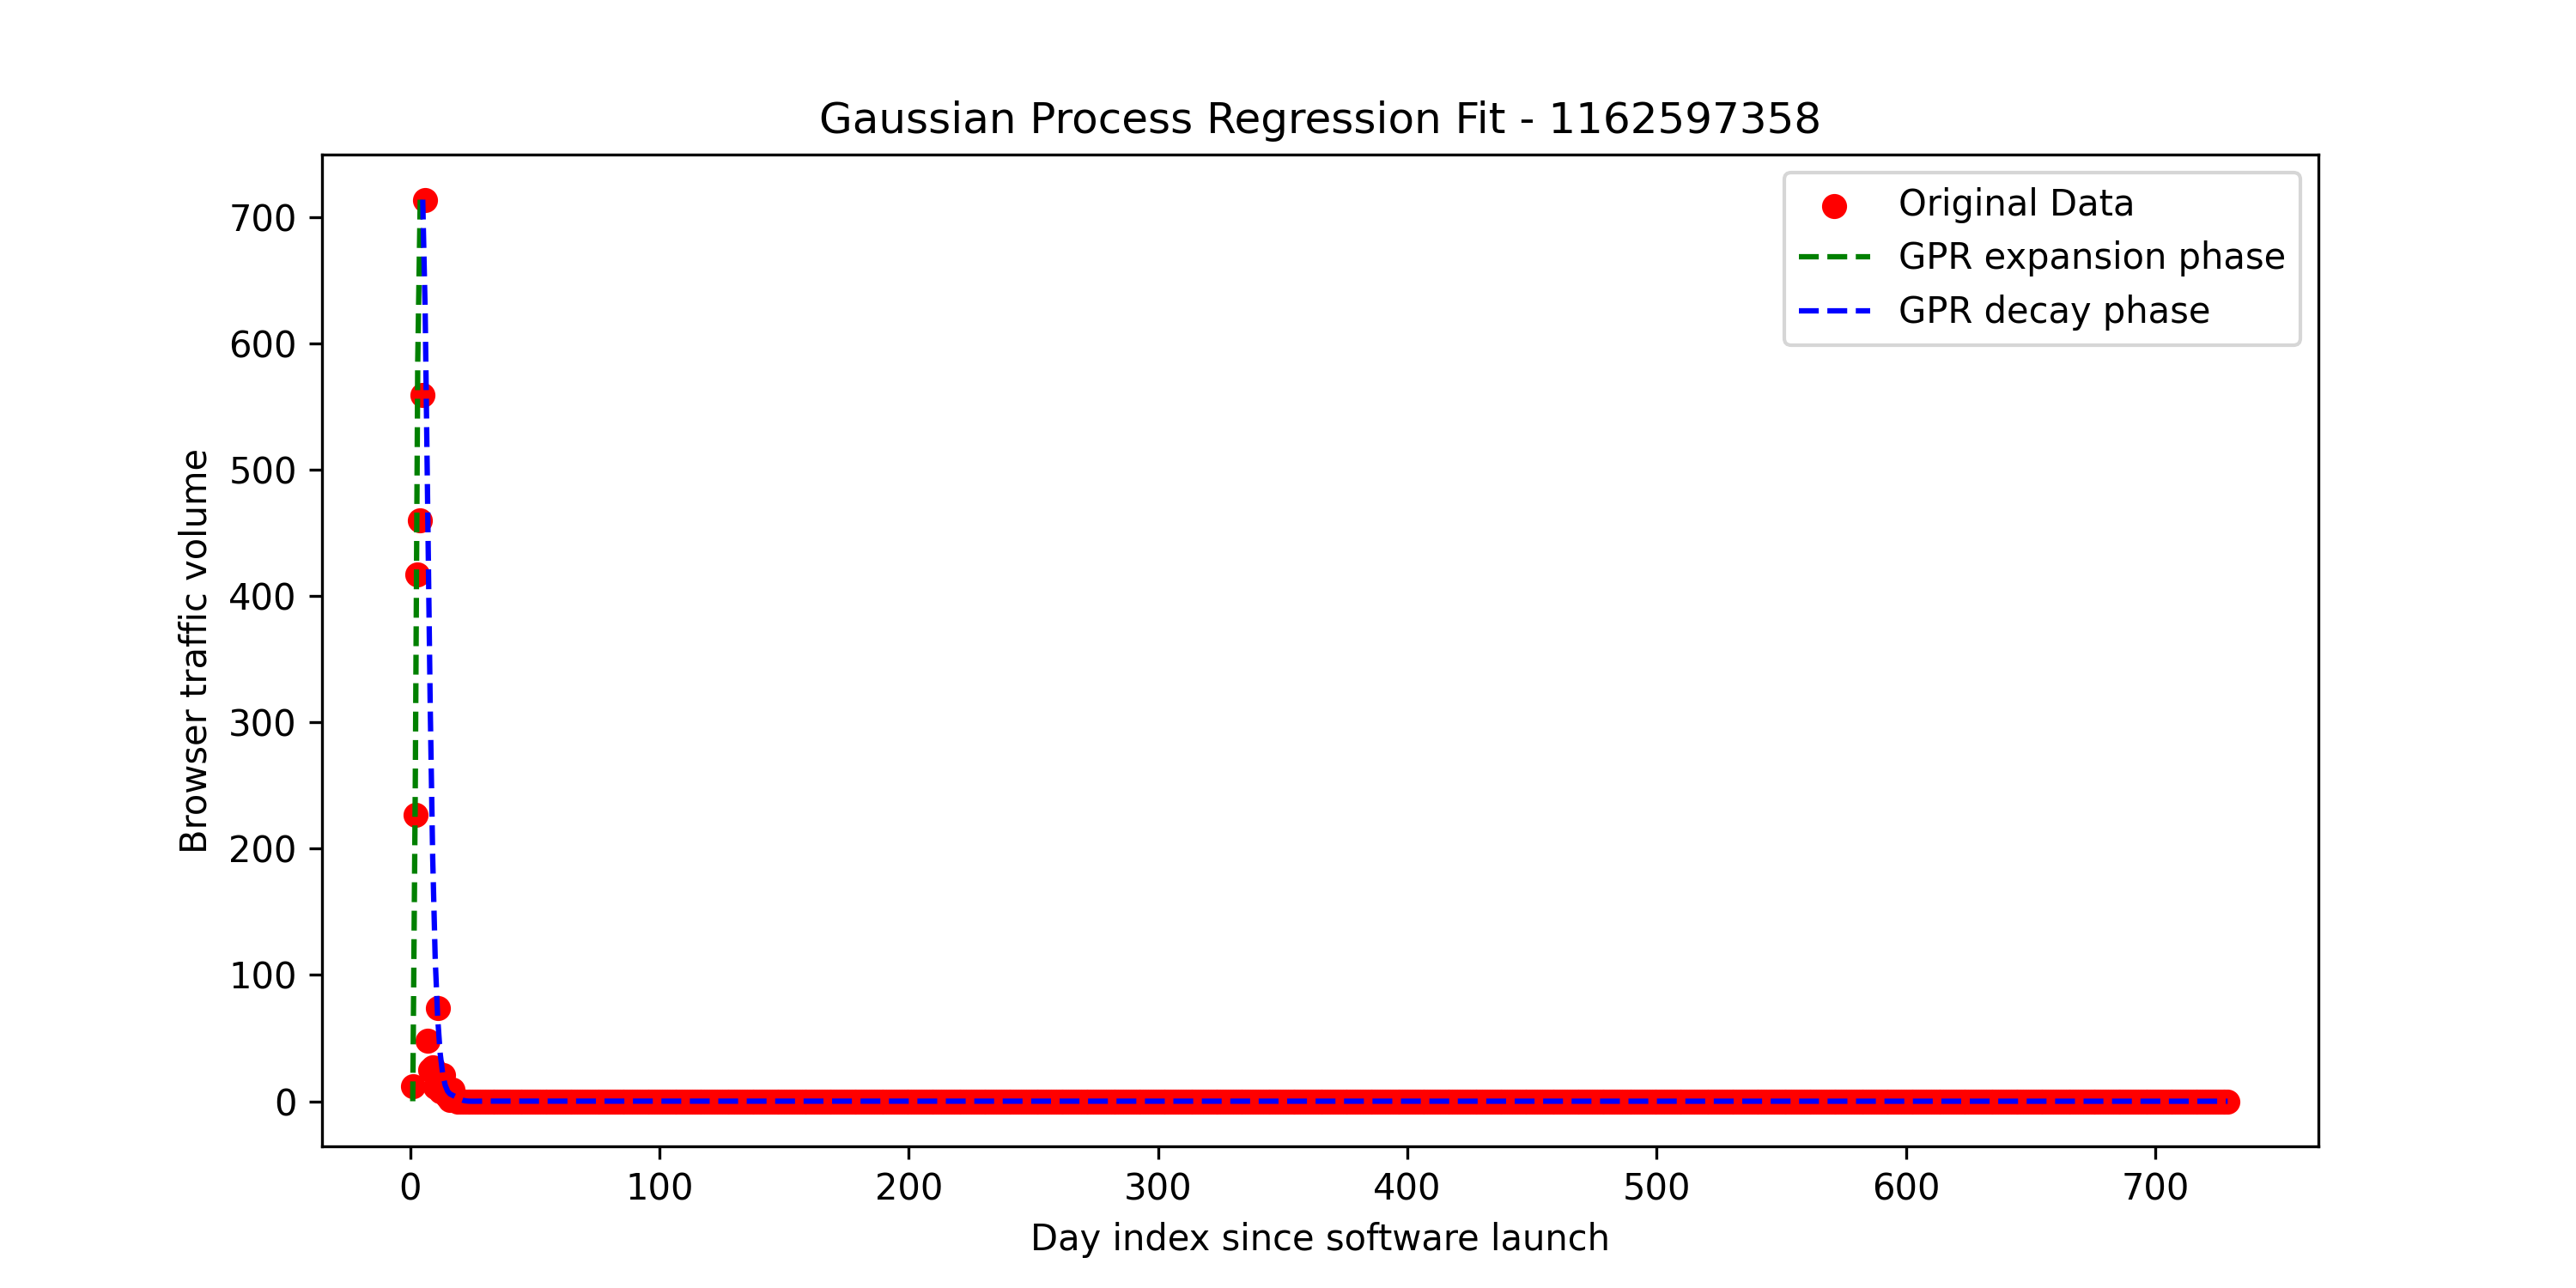 Gaussian Process Regression Fit - 1162597358
Original Data
GPR expansion phase
GPR decay phase
Browser traffic volume
700
600
500
400
300
200
100
0
0 100 200 300 400 500 600 700
Day index since software launch